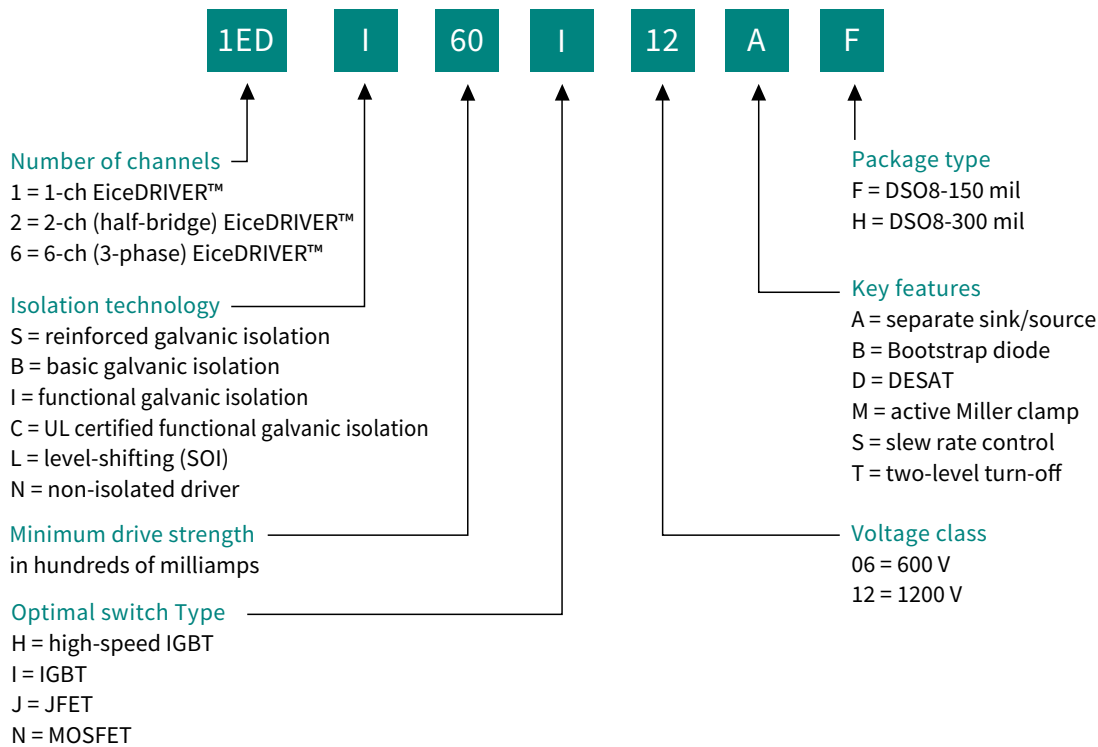 1ED I 60 I 12 A F
Number of channels
1 = 1-ch EiceDRIVER™
2 = 2-ch (half-bridge) EiceDRIVER™
6 = 6-ch (3-phase) EiceDRIVER™
Isolation technology
S = reinforced galvanic isolation
B = basic galvanic isolation
I = functional galvanic isolation
C = UL certified functional galvanic isolation
L = level-shifting (SOI)
N = non-isolated driver
Minimum drive strength
in hundreds of milliamps
Optimal switch Type
H = high-speed IGBT
I = IGBT
J = JFET
N = MOSFET
Package type
F = DSO8-150 mil
H = DSO8-300 mil
Key features
A = separate sink/source
B = Bootstrap diode
D = DESAT
M = active Miller clamp
S = slew rate control
T = two-level turn-off
Voltage class
06 = 600 V
12 = 1200 V